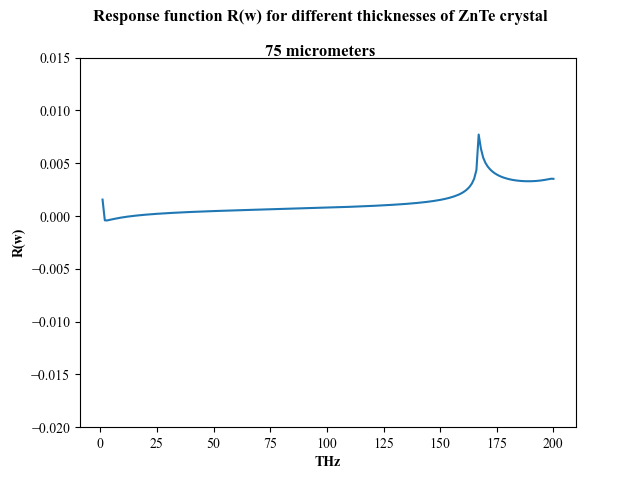 Response function R(w) for different thicknesses of ZnTe crystal
75 micrometers
0.015
0.010
0.005
0.000
−0.005
−0.010
−0.015
−0.020
R(w)
0 25 50 75 100 125 150 175 200
THz